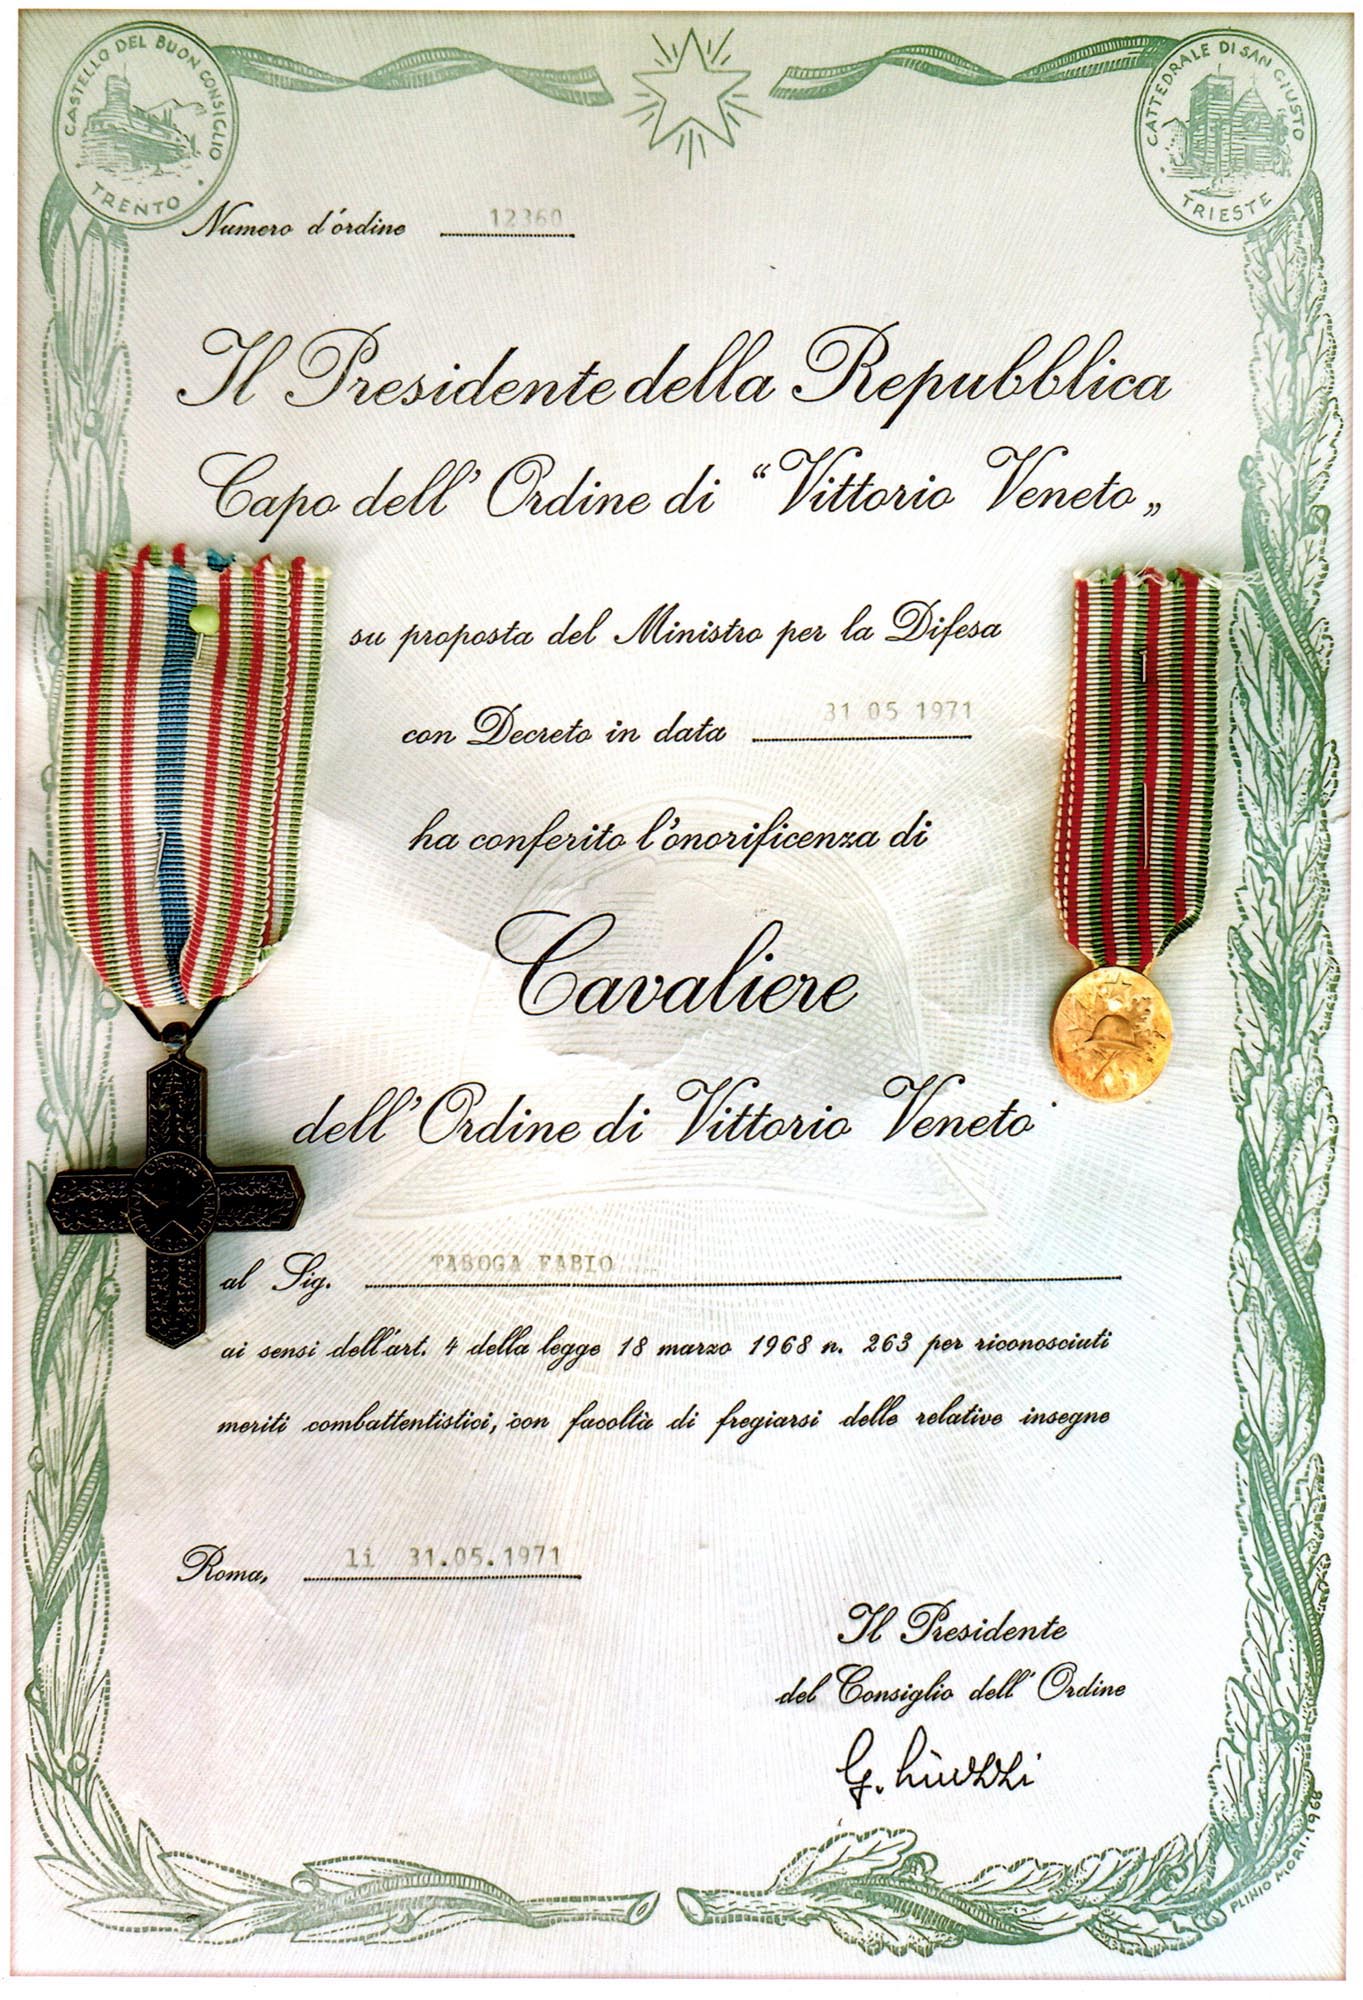 CASTELLO DEL BUON CONSIGLIO
TRENTO
CATTEDRALE DI SAN GIUSTO
TRIESTE
Numero d'ordine 12360
Il Presidente della Repubblica
Capo dell'Ordine di “Vittorio Veneto„
su proposta del Ministro per la Difesa
con Decreto in data 31 05 1971
ha conferito l'onorificenza di
Cavaliere
dell'Ordine di Vittorio Veneto
al Sig. TABOGA FABIO
ai sensi dell'art. 4 della legge 18 marzo 1968 n. 263 per riconosciuti
meriti combattentistici, con facoltà di fregiarsi delle relative insegne
Roma, li 31.05.1971
Il Presidente
del Consiglio dell'Ordine
PLINIO MORI. 1968